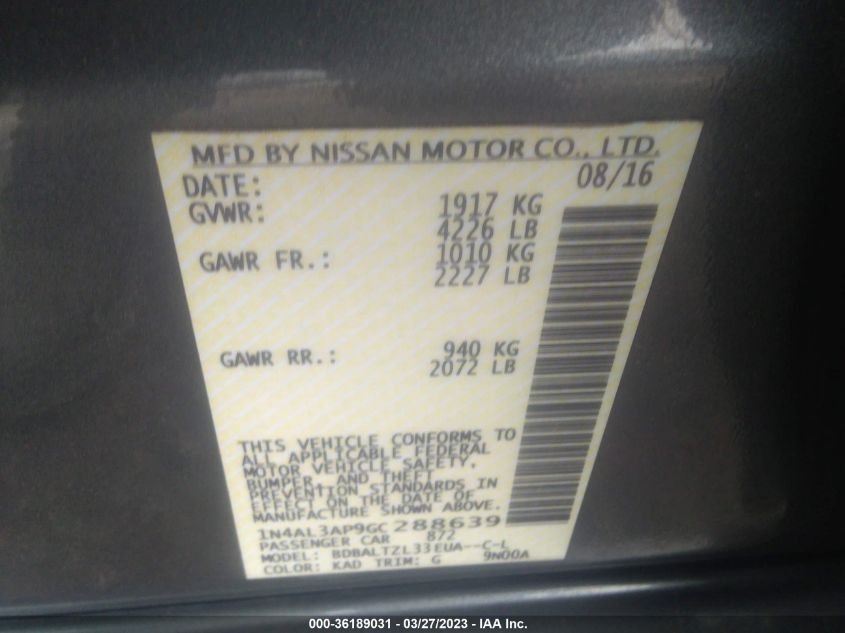 MFD BY NISSAN MOTOR CO., LTD.
DATE: 08/16
GVWR: 1917 KG
4226 LB
GAWR FR.: 1010 KG
2227 LB
GAWR RR.: 940 KG
2072 LB
THIS VEHICLE CONFORMS TO
ALL APPLICABLE FEDERAL
MOTOR VEHICLE SAFETY,
BUMPER, AND THEFT
PREVENTION STANDARDS IN
EFFECT ON THE DATE OF
MANUFACTURE SHOWN ABOVE.
1N4AL3AP9GC288639
PASSENGER CAR 872
MODEL: BDBALTZL33EUA--C-L
COLOR: KAD TRIM: G 9N00A
000-36189031 - 03/27/2023 - IAA Inc.